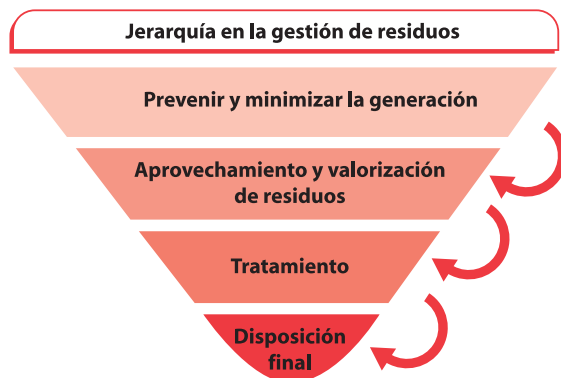 Jerarquía en la gestión de residuos
Prevenir y minimizar la generación
Aprovechamiento y valorización
de residuos
Tratamiento
Disposición
final